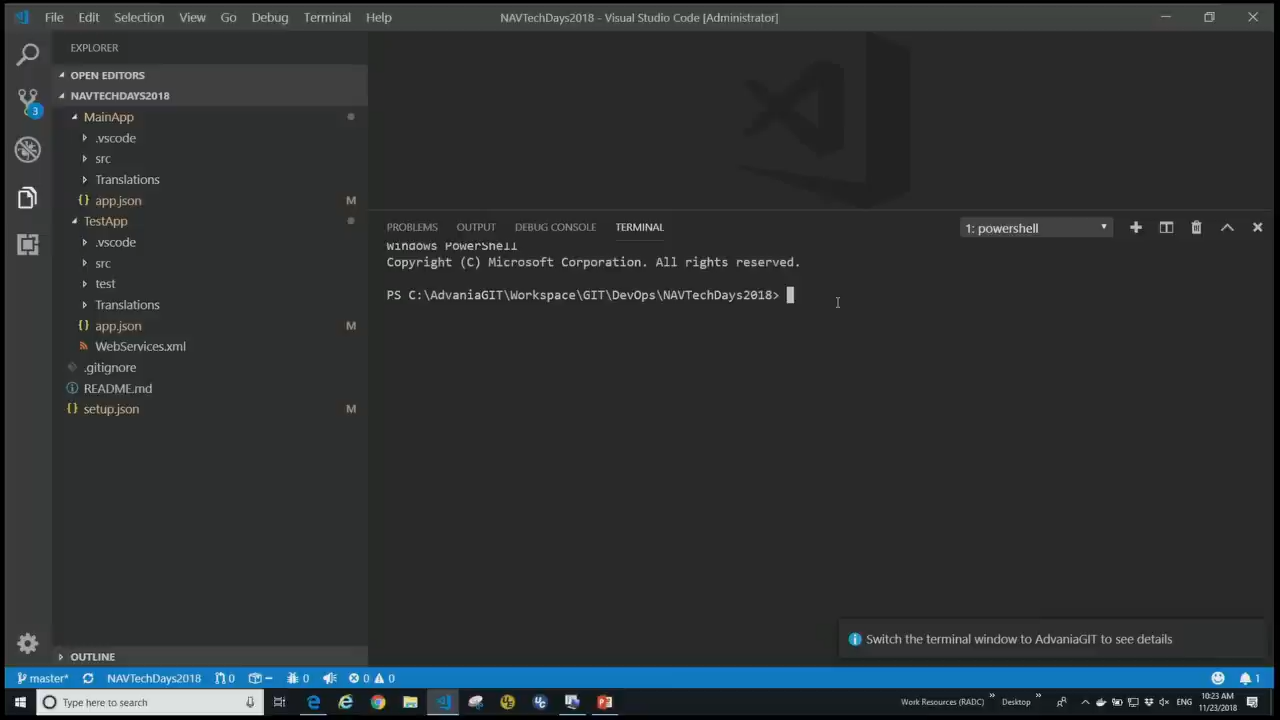 File Edit Selection View Go Debug Terminal Help NAVTechDays2018 - Visual Studio Code [Administrator]
EXPLORER
OPEN EDITORS
NAVTECHDAYS2018
MainApp
.vscode
src
Translations
{} app.json M
TestApp
.vscode
src
test
Translations
{} app.json M
WebServices.xml
.gitignore
README.md
{} setup.json M
OUTLINE
3
PROBLEMS OUTPUT DEBUG CONSOLE TERMINAL 1: powershell
Windows PowerShell
Copyright (C) Microsoft Corporation. All rights reserved.
PS C:\AdvaniaGIT\Workspace\GIT\DevOps\NAVTechDays2018>
Switch the terminal window to AdvaniaGIT to see details
master* NAVTechDays2018 0 0 0 0 1
Type here to search Work Resources (RADC) » Desktop » ENG 10:23 AM
11/23/2018